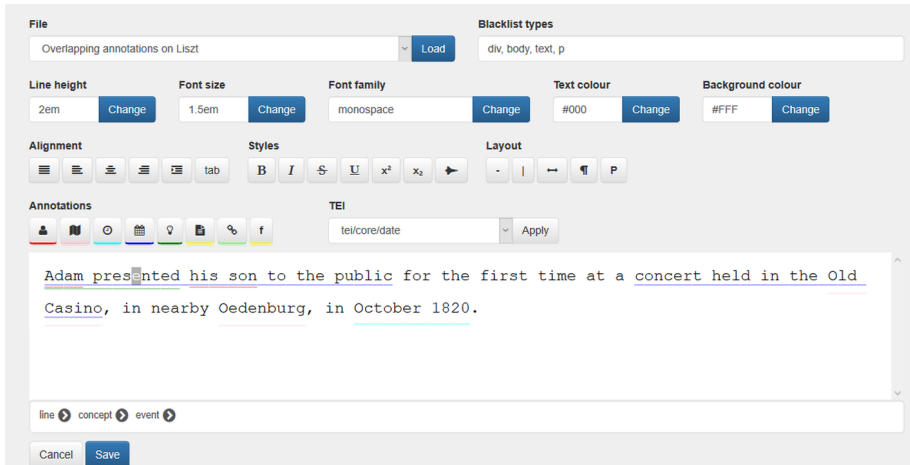 File Blacklist types
Overlapping annotations on Liszt Load div, body, text, p
Line height Font size Font family Text colour Background colour
2em Change 1.5em Change monospace Change #000 Change #FFF Change
Alignment Styles Layout
tab B I S U x² x₂ - | ¶ P
Annotations TEI
f tei/core/date Apply
Adam presented his son to the public for the first time at a concert held in the Old
Casino, in nearby Oedenburg, in October 1820.
line concept event
Cancel Save